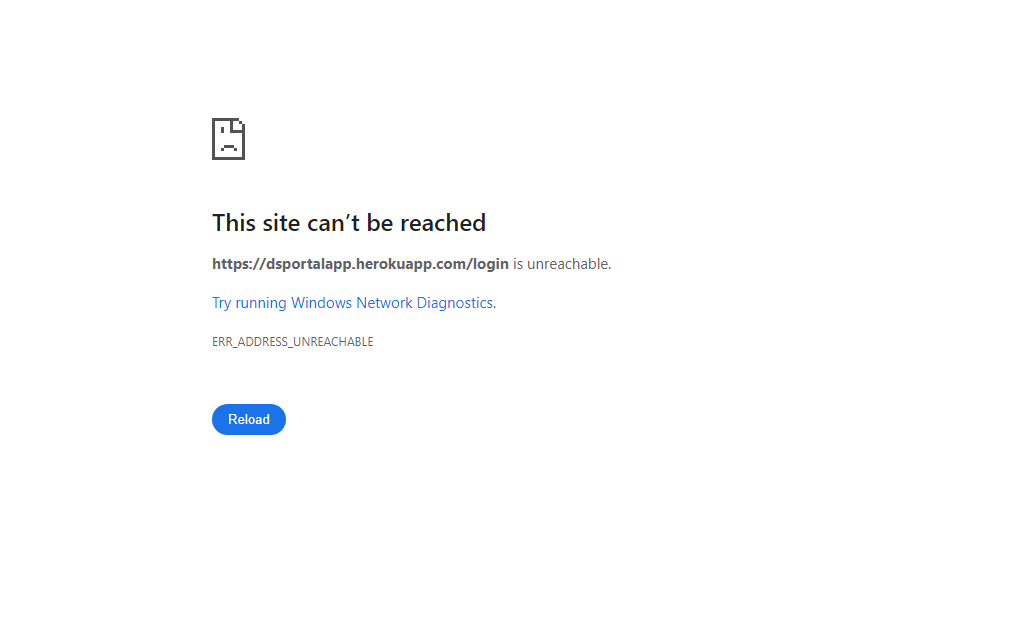 This site can’t be reached
https://dsportalapp.herokuapp.com/login is unreachable.
Try running Windows Network Diagnostics.
ERR_ADDRESS_UNREACHABLE
Reload